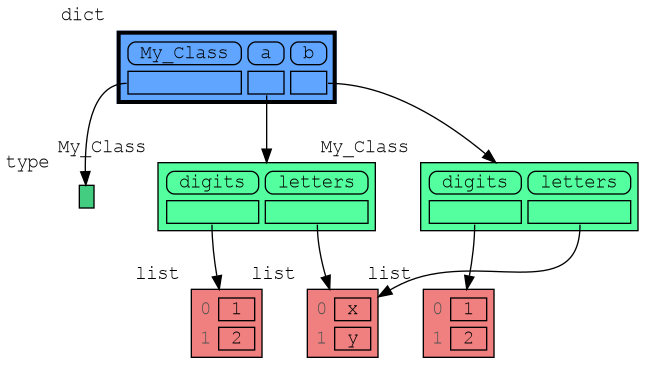 dict
My_Class a b
My_Class My_Class
type
digits letters digits letters
list list list
0 1 0 x 0 1
1 2 1 y 1 2